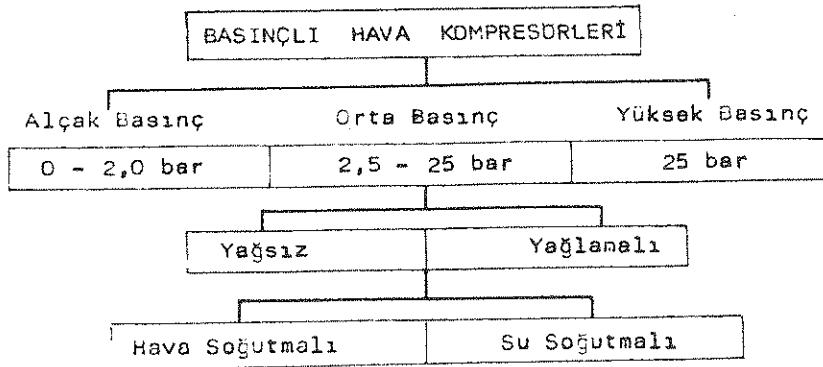 BASINÇLI HAVA KOMPRESÖRLERİ
Alçak Basınç Orta Basınç Yüksek Basınç
0 - 2,0 bar 2,5 - 25 bar 25 bar
Yağsız Yağlamalı
Hava Soğutmalı Su Soğutmalı